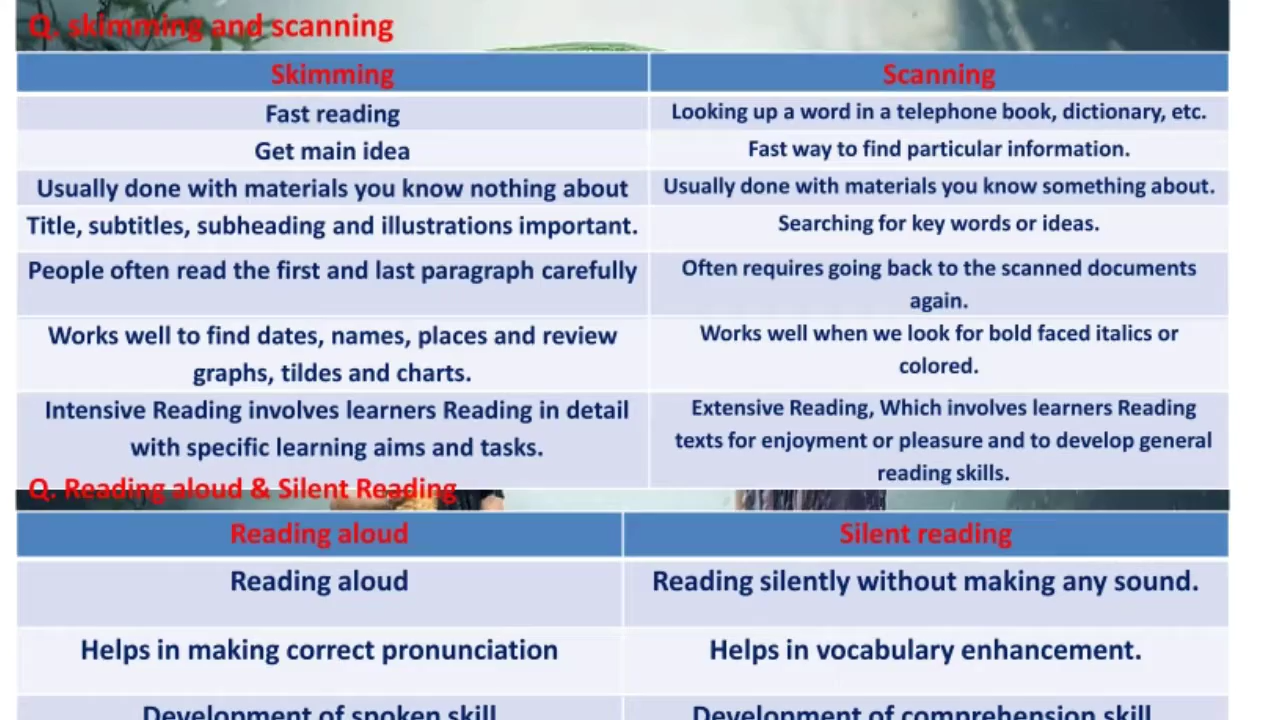 Q. skimming and scanning
Skimming
Scanning
Fast reading
Looking up a word in a telephone book, dictionary, etc.
Get main idea
Fast way to find particular information.
Usually done with materials you know nothing about
Usually done with materials you know something about.
Title, subtitles, subheading and illustrations important.
Searching for key words or ideas.
People often read the first and last paragraph carefully
Often requires going back to the scanned documents
again.
Works well to find dates, names, places and review
graphs, tildes and charts.
Works well when we look for bold faced italics or
colored.
Intensive Reading involves learners Reading in detail
with specific learning aims and tasks.
Extensive Reading, Which involves learners Reading
texts for enjoyment or pleasure and to develop general
reading skills.
Q. Reading aloud & Silent Reading
Reading aloud
Silent reading
Reading aloud
Reading silently without making any sound.
Helps in making correct pronunciation
Helps in vocabulary enhancement.
Development of spoken skill
Development of comprehension skill